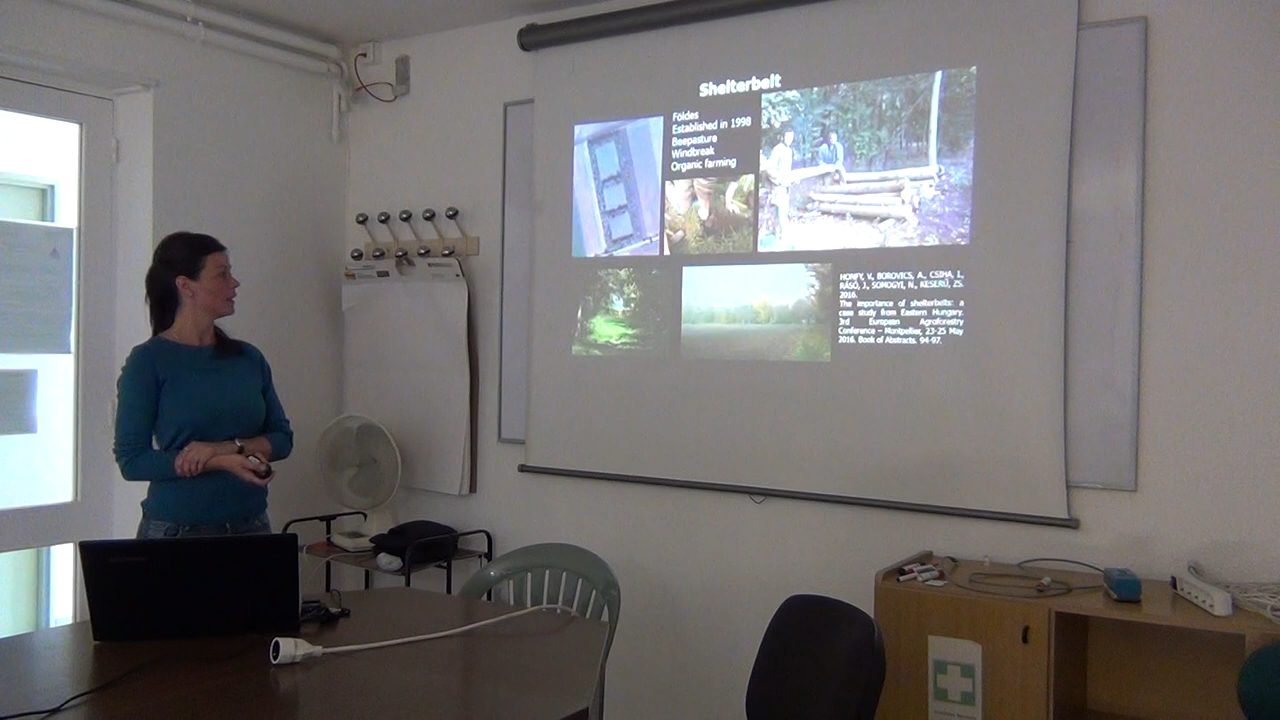 Shelterbelt
Földes
Established in 1998
Beepasture
Windbreak
Organic farming
HONFY, V., BOROVICS, A., CSIHA, I.,
RÁSÓ, J., SOMOGYI, N., KESERŰ, ZS.
2016.
The importance of shelterbelts: a
case study from Eastern Hungary.
3rd European Agroforestry
Conference – Montpellier, 23-25 May
2016. Book of Abstracts. 94-97.